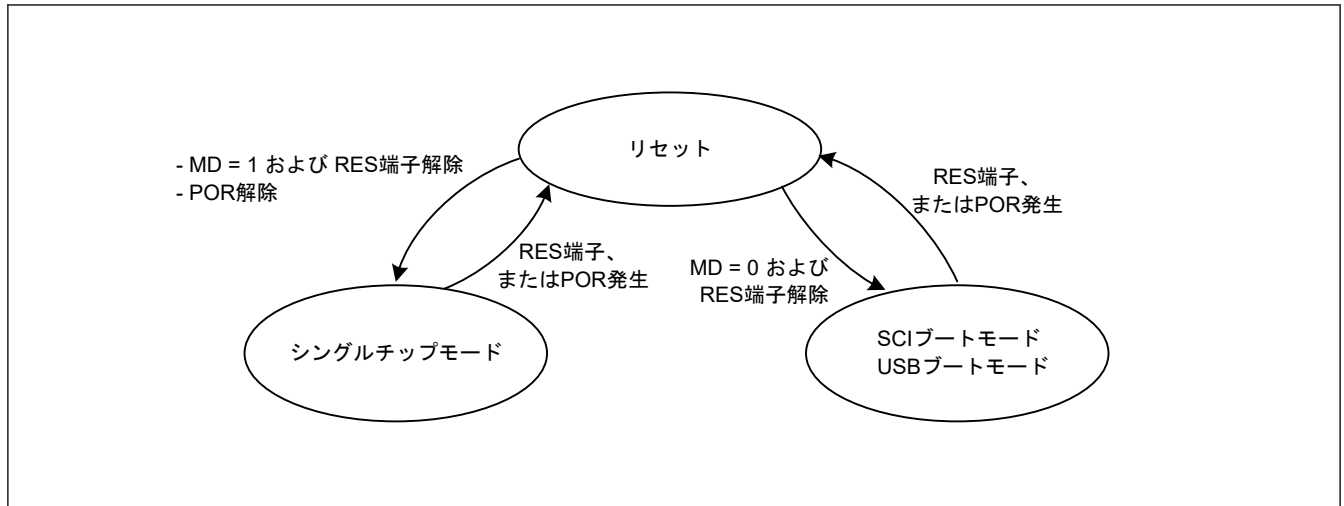 リセット
- MD = 1 および RES端子解除
- POR解除
RES端子、
またはPOR発生
RES端子、
またはPOR発生
MD = 0 および
RES端子解除
シングルチップモード
SCIブートモード
USBブートモード